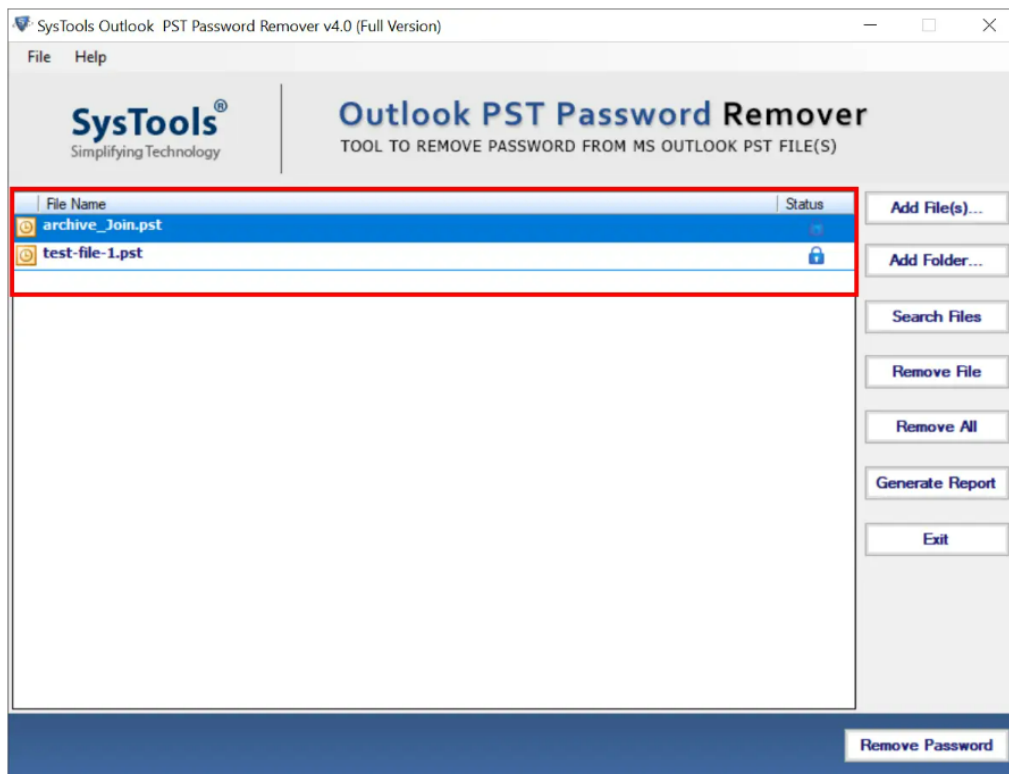 SysTools Outlook  PST Password Remover v4.0 (Full Version)
File Help
SysTools®
Simplifying Technology
Outlook PST Password Remover
TOOL TO REMOVE PASSWORD FROM MS OUTLOOK PST FILE(S)
File Name Status
archive_Join.pst
test-file-1.pst
Add File(s)...
Add Folder...
Search Files
Remove File
Remove All
Generate Report
Exit
Remove Password